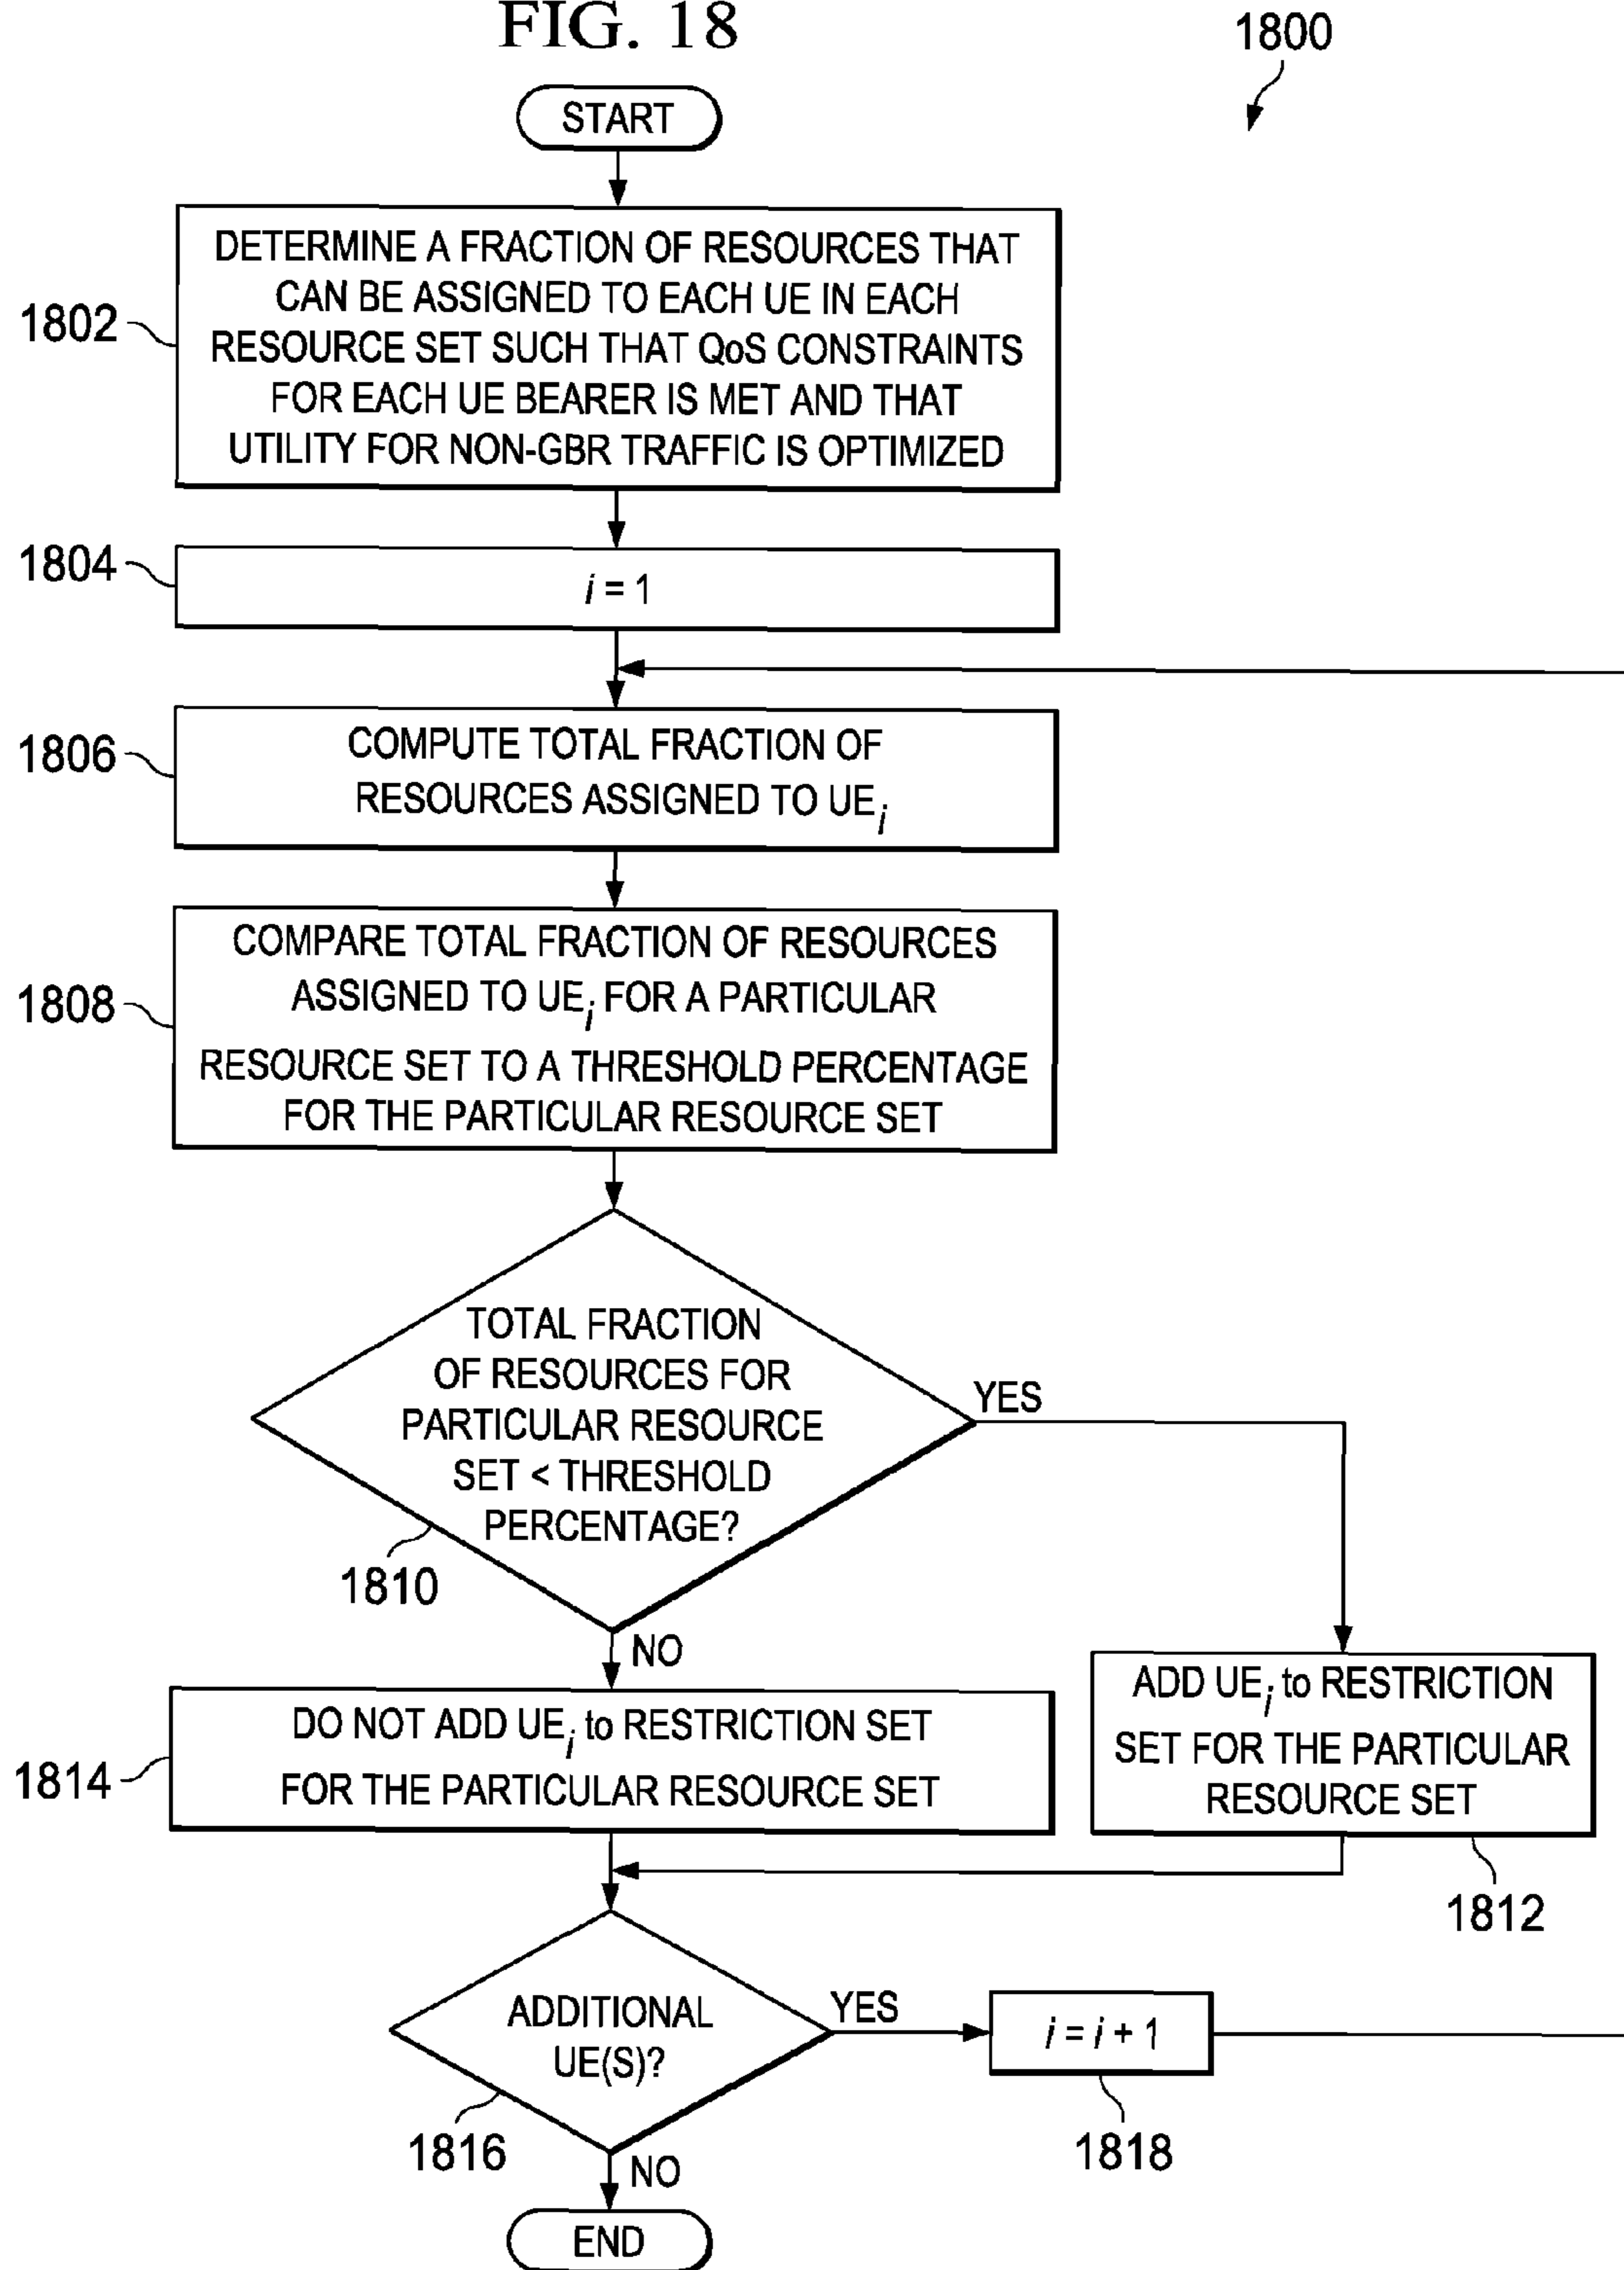 FIG. 18
1800
START
1802
DETERMINE A FRACTION OF RESOURCES THAT
CAN BE ASSIGNED TO EACH UE IN EACH
RESOURCE SET SUCH THAT QoS CONSTRAINTS
FOR EACH UE BEARER IS MET AND THAT
UTILITY FOR NON-GBR TRAFFIC IS OPTIMIZED
1804
i = 1
1806
COMPUTE TOTAL FRACTION OF
RESOURCES ASSIGNED TO UEi
1808
COMPARE TOTAL FRACTION OF RESOURCES
ASSIGNED TO UEi FOR A PARTICULAR
RESOURCE SET TO A THRESHOLD PERCENTAGE
FOR THE PARTICULAR RESOURCE SET
TOTAL FRACTION
OF RESOURCES FOR
PARTICULAR RESOURCE
SET < THRESHOLD
PERCENTAGE?
YES
1810
NO
1814
DO NOT ADD UEi to RESTRICTION SET
FOR THE PARTICULAR RESOURCE SET
ADD UEi to RESTRICTION
SET FOR THE PARTICULAR
RESOURCE SET
1812
ADDITIONAL
UE(S)?
YES
i = i + 1
1816
1818
NO
END